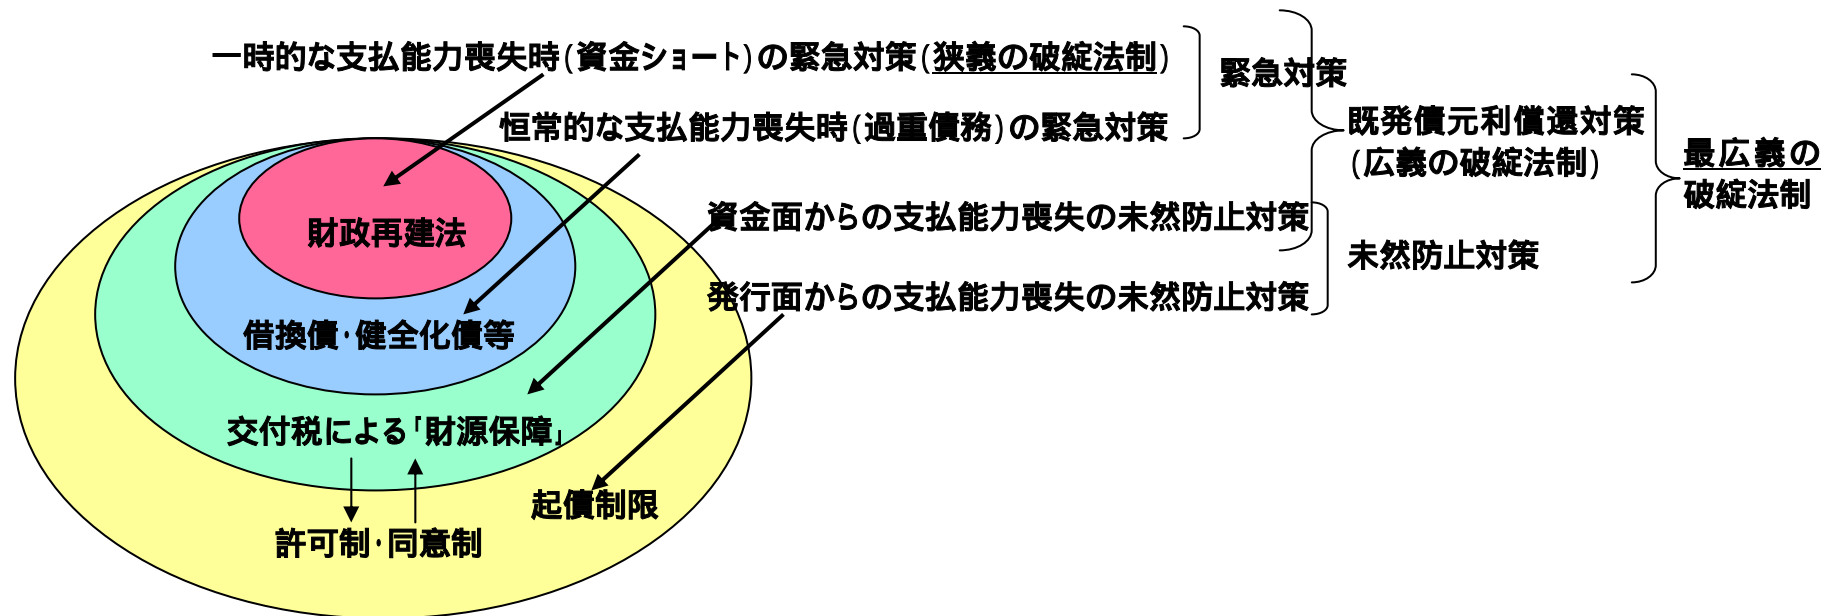 一時的な支払能力喪失時(資金ショート)の緊急対策(狭義の破綻法制)
緊急対策
恒常的な支払能力喪失時(過重債務)の緊急対策
既発債元利償還対策
(広義の破綻法制)
最広義の
破綻法制
資金面からの支払能力喪失の未然防止対策
未然防止対策
発行面からの支払能力喪失の未然防止対策
財政再建法
借換債・健全化債等
交付税による「財源保障」
起債制限
許可制・同意制